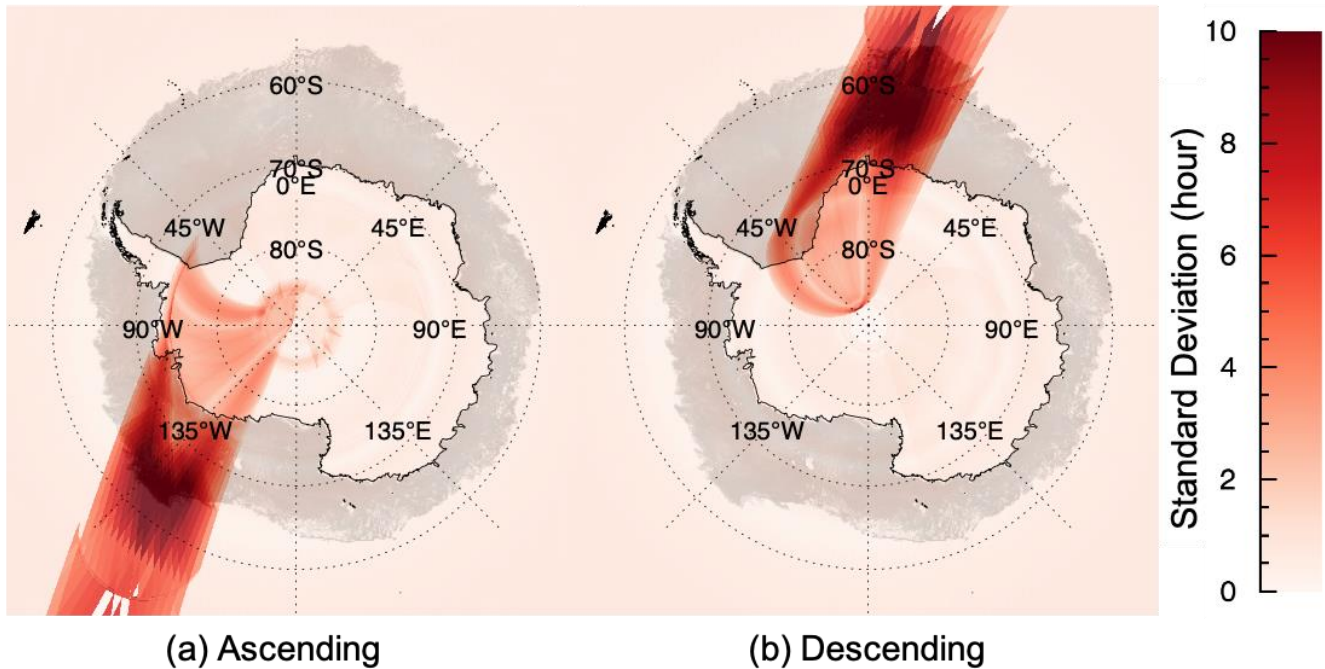 60°S
70°S
0°E
45°W
45°E
80°S
90°W
90°E
135°W
135°E
(a) Ascending
60°S
70°S
0°E
45°W
45°E
80°S
90°W
90°E
135°W
135°E
(b) Descending
10
8
6
4
2
0
Standard Deviation (hour)